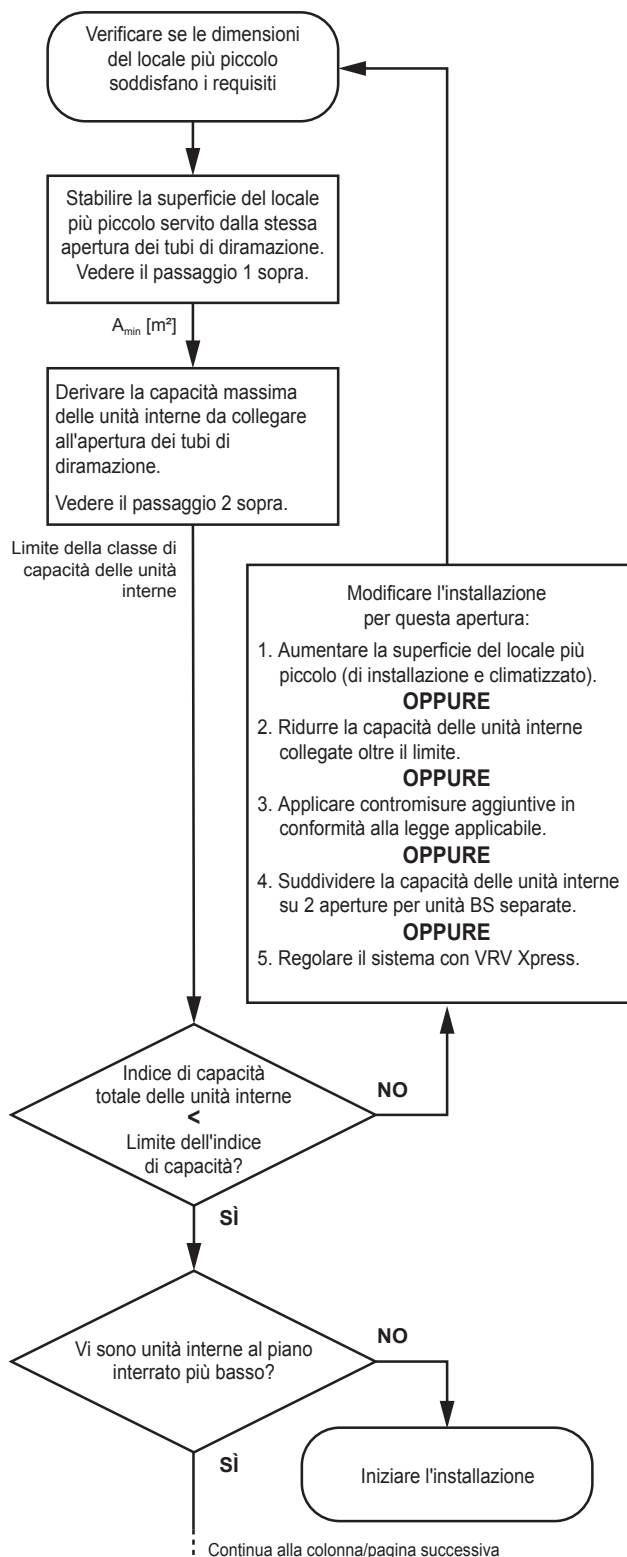 Verificare se le dimensioni
del locale più piccolo
soddisfano i requisiti
Stabilire la superficie del locale
più piccolo servito dalla stessa
apertura dei tubi di diramazione.
Vedere il passaggio 1 sopra.
Amin [m²]
Derivare la capacità massima
delle unità interne da collegare
all'apertura dei tubi di
diramazione.
Vedere il passaggio 2 sopra.
Limite della classe di
capacità delle unità
interne
Modificare l'installazione
per questa apertura:
1. Aumentare la superficie del locale più
piccolo (di installazione e climatizzato).
OPPURE
2. Ridurre la capacità delle unità interne
collegate oltre il limite.
OPPURE
3. Applicare contromisure aggiuntive in
conformità alla legge applicabile.
OPPURE
4. Suddividere la capacità delle unità interne
su 2 aperture per unità BS separate.
OPPURE
5. Regolare il sistema con VRV Xpress.
Indice di capacità
totale delle unità interne
<
Limite dell'indice
di capacità?
NO
SÌ
Vi sono unità interne al piano
interrato più basso?
NO
SÌ
Iniziare l'installazione
Continua alla colonna/pagina successiva